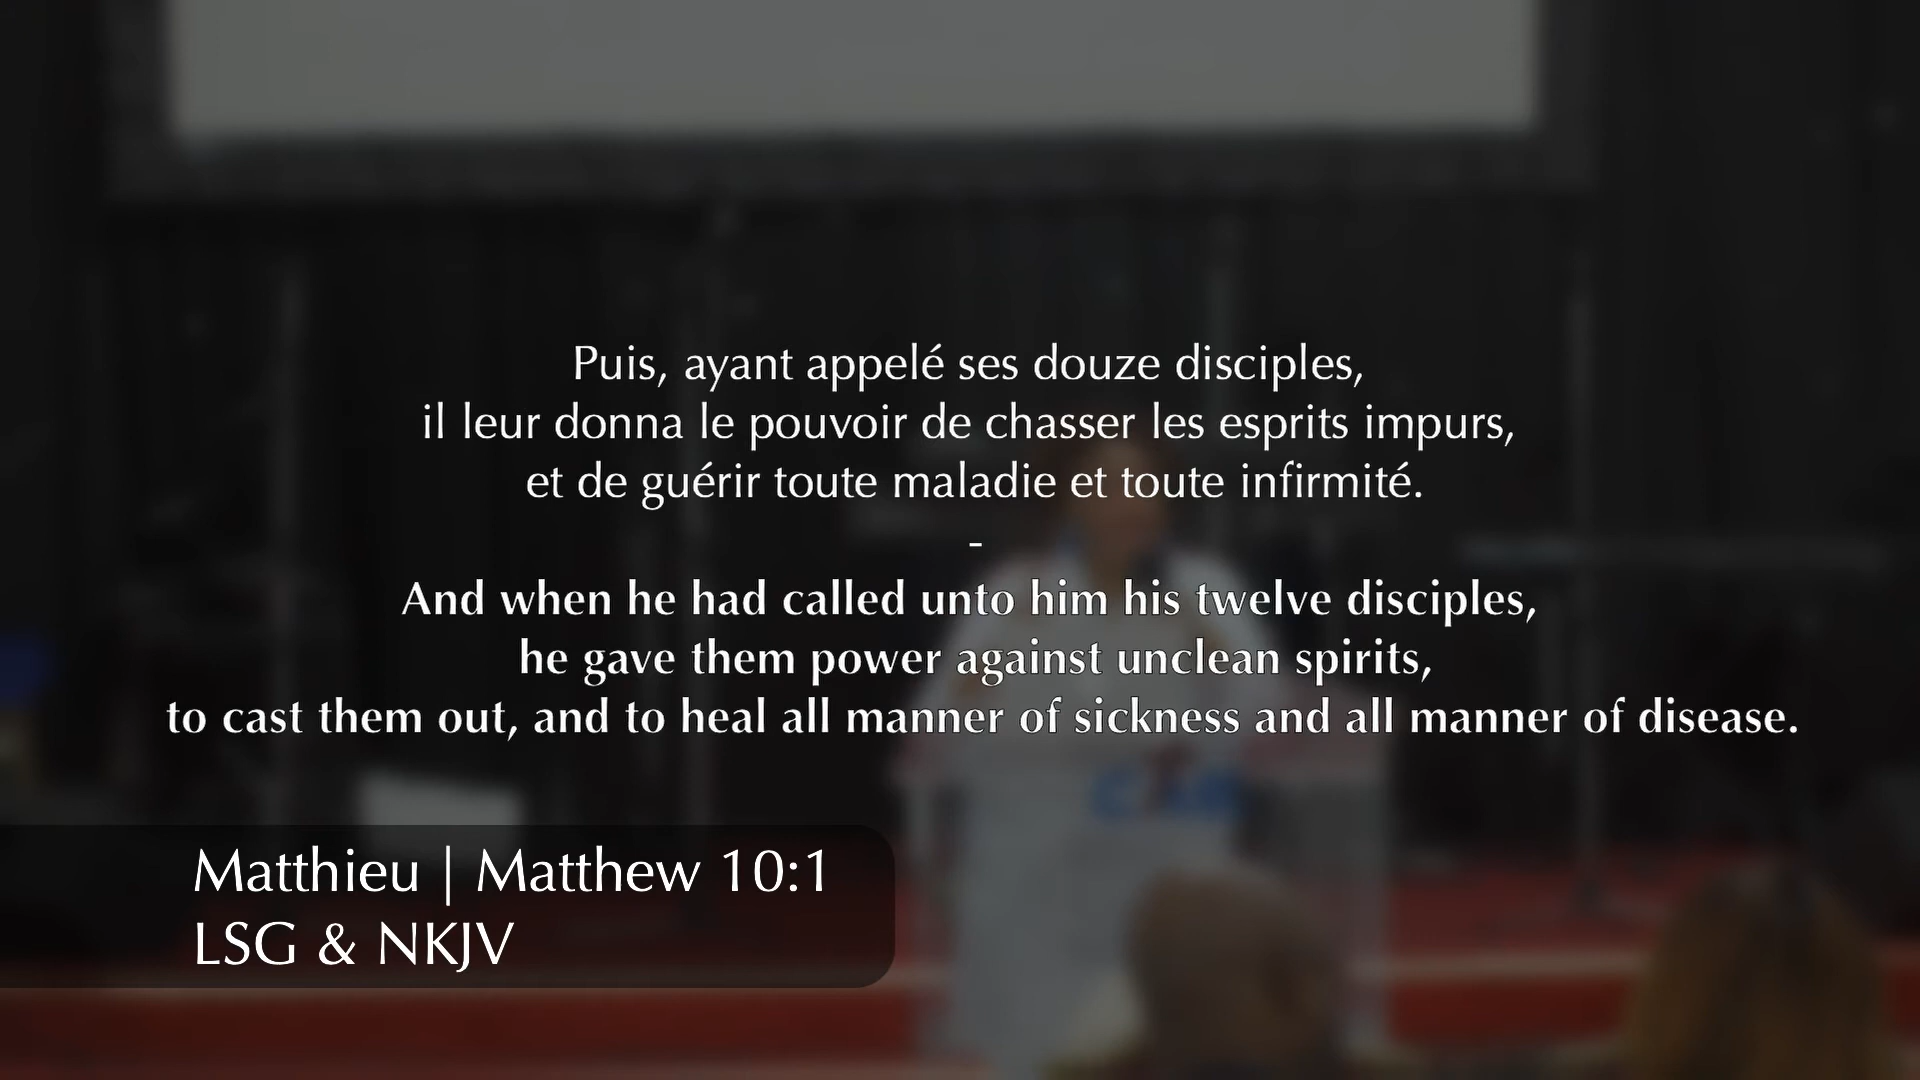 Puis, ayant appelé ses douze disciples,
il leur donna le pouvoir de chasser les esprits impurs,
et de guérir toute maladie et toute infirmité.
-
And when he had called unto him his twelve disciples,
he gave them power against unclean spirits,
to cast them out, and to heal all manner of sickness and all manner of disease.
Matthieu | Matthew 10:1
LSG & NKJV